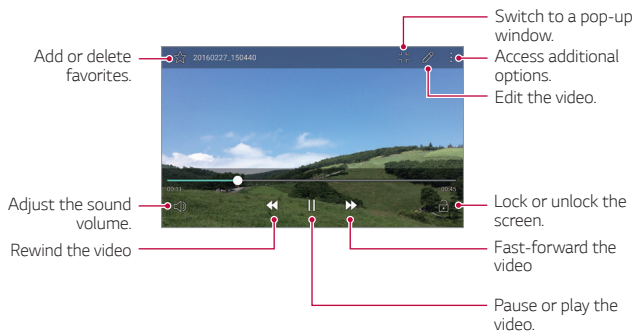 Switch to a pop-up
window.
Add or delete
favorites.
20160227_150440
Access additional
options.
Edit the video.
00:11
00:45
Adjust the sound
volume.
Lock or unlock the
screen.
Rewind the video
Fast-forward the
video
Pause or play the
video.